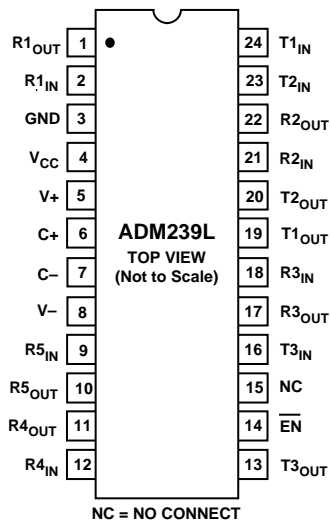 R1OUT 1 24 T1IN
R1IN 2 23 T2IN
GND 3 22 R2OUT
VCC 4 21 R2IN
V+ 5 20 T2OUT
C+ 6 ADM239L 19 T1OUT
TOP VIEW
(Not to Scale)
C– 7 18 R3IN
V– 8 17 R3OUT
R5IN 9 16 T3IN
R5OUT 10 15 NC
R4OUT 11 14 EN
R4IN 12 13 T3OUT
NC = NO CONNECT